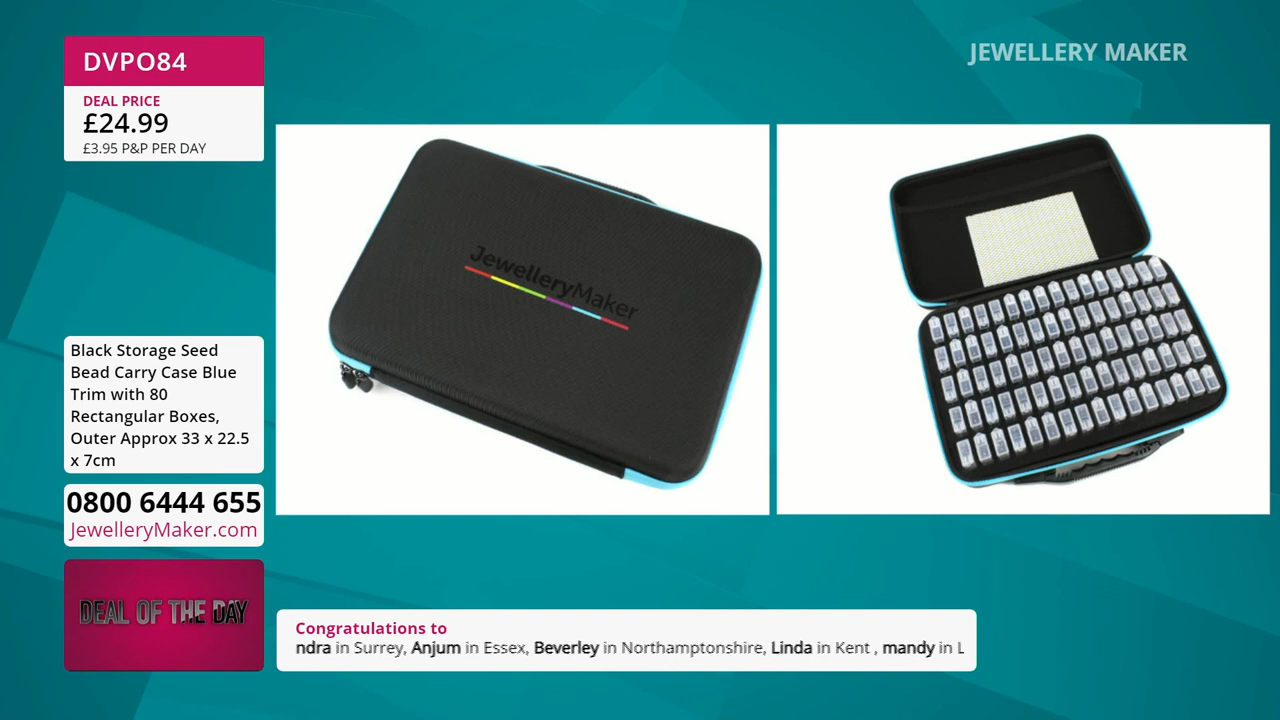 DVPO84
DEAL PRICE
£24.99
£3.95 P&P PER DAY
JEWELLERY MAKER
JewelleryMaker
Black Storage Seed
Bead Carry Case Blue
Trim with 80
Rectangular Boxes,
Outer Approx 33 x 22.5
x 7cm
0800 6444 655
JewelleryMaker.com
DEAL OF THE DAY
Congratulations to
ndra in Surrey, Anjum in Essex, Beverley in Northamptonshire, Linda in Kent , mandy in L